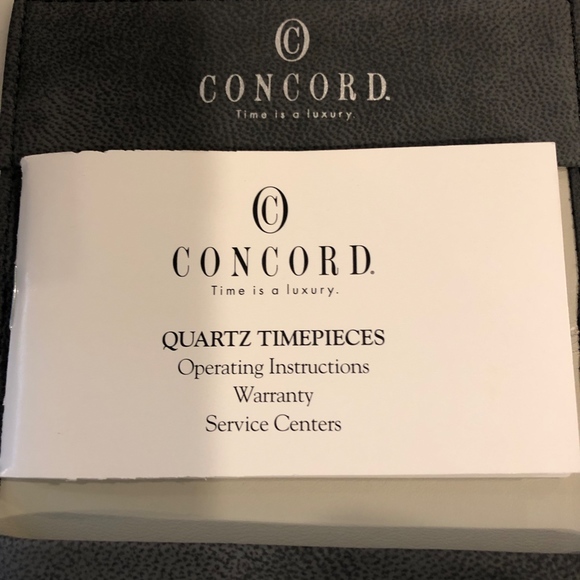 C
CONCORD.
Time is a luxury.
C
CONCORD®
Time is a luxury.
QUARTZ TIMEPIECES
Operating Instructions
Warranty
Service Centers